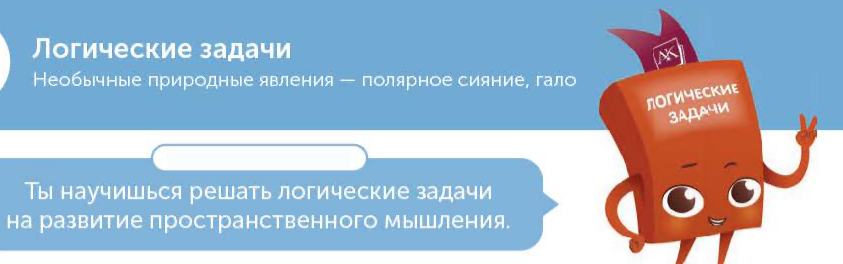 Логические задачи
Необычные природные явления — полярное сияние, гало
АК
ЛОГИЧЕСКИЕ
ЗАДАЧИ
Ты научишься решать логические задачи
на развитие пространственного мышления.